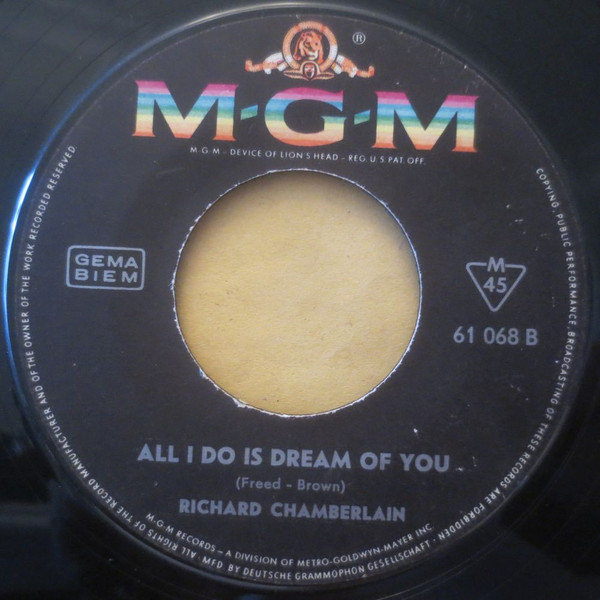 ®
M-G-M
M.G.M - DEVICE OF LION'S HEAD - REG. U.S. PAT. OFF.
GEMA
BIEM
M
45
61 068 B
ALL I DO IS DREAM OF YOU
(Freed - Brown)
RICHARD CHAMBERLAIN
M.G.M RECORDS - A DIVISION OF METRO-GOLDWYN-MAYER INC.
ALL RIGHTS OF THE RECORD MANUFACTURER AND OF THE OWNER OF THE WORK RECORDED RESERVED
COPYING, PUBLIC PERFORMANCE, BROADCASTING OF THESE RECORDS ARE FORBIDDEN · MFD BY DEUTSCHE GRAMMOPHON GESELLSCHAFT ·